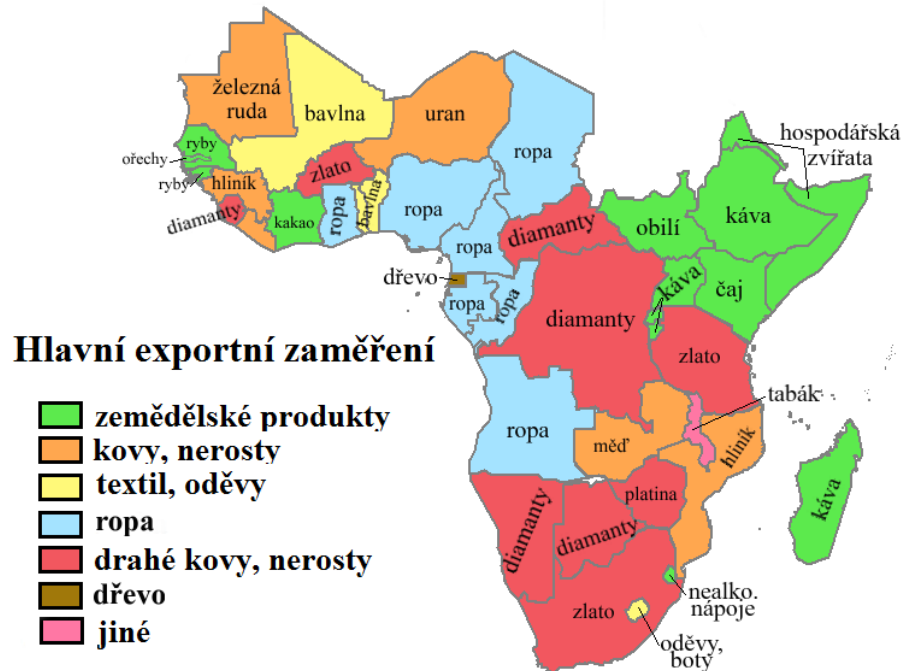 železná
ruda
bavlna
uran
ropa
hospodářská
zvířata
ryby
ořechy
ryby
hliník
zlato
diamanty
kakao
ropa
bavlna
ropa
ropa
diamanty
obilí
káva
dřevo
ropa
ropa
káva
čaj
diamanty
zlato
tabák
ropa
měď
hliník
platina
diamanty
diamanty
káva
zlato
nealko.
nápoje
oděvy,
boty
Hlavní exportní zaměření
zemědělské produkty
kovy, nerosty
textil, oděvy
ropa
drahé kovy, nerosty
dřevo
jiné